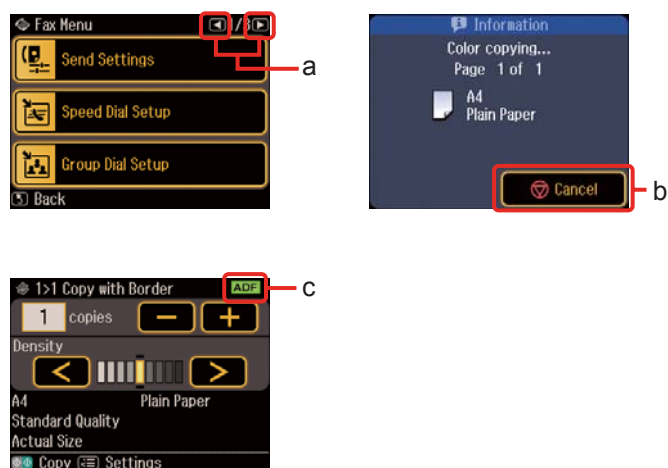 Fax Menu 1/3
Send Settings
Speed Dial Setup
Group Dial Setup
Back
a
Information
Color copying...
Page 1 of 1
A4
Plain Paper
Cancel
b
1>1 Copy with Border ADF
c
1 copies
Density
A4 Plain Paper
Standard Quality
Actual Size
Copy Settings